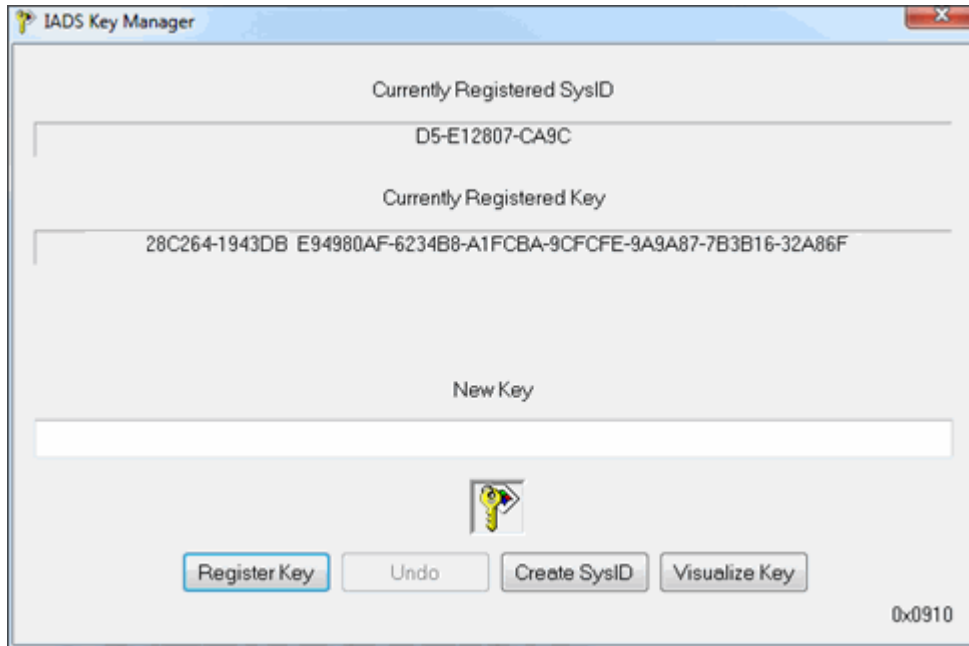 IADS Key Manager
Currently Registered SysID
D5-E12807-CA9C
Currently Registered Key
28C264-1943DB E94980AF-6234B8-A1FCBA-9CFCFE-9A9A87-7B3B16-32A86F
New Key
Register Key Undo Create SysID Visualize Key
0x0910